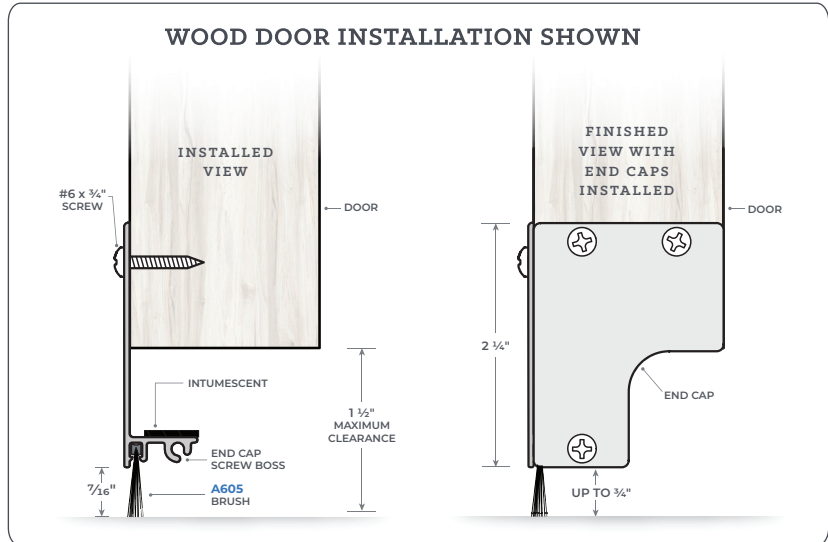 WOOD DOOR INSTALLATION SHOWN
INSTALLED
VIEW
#6 x ¾"
SCREW
DOOR
INTUMESCENT
1 ½"
MAXIMUM
CLEARANCE
END CAP
SCREW BOSS
7⁄16"
A605
BRUSH
FINISHED
VIEW WITH
END CAPS
INSTALLED
DOOR
2 ¼"
END CAP
UP TO ¾"